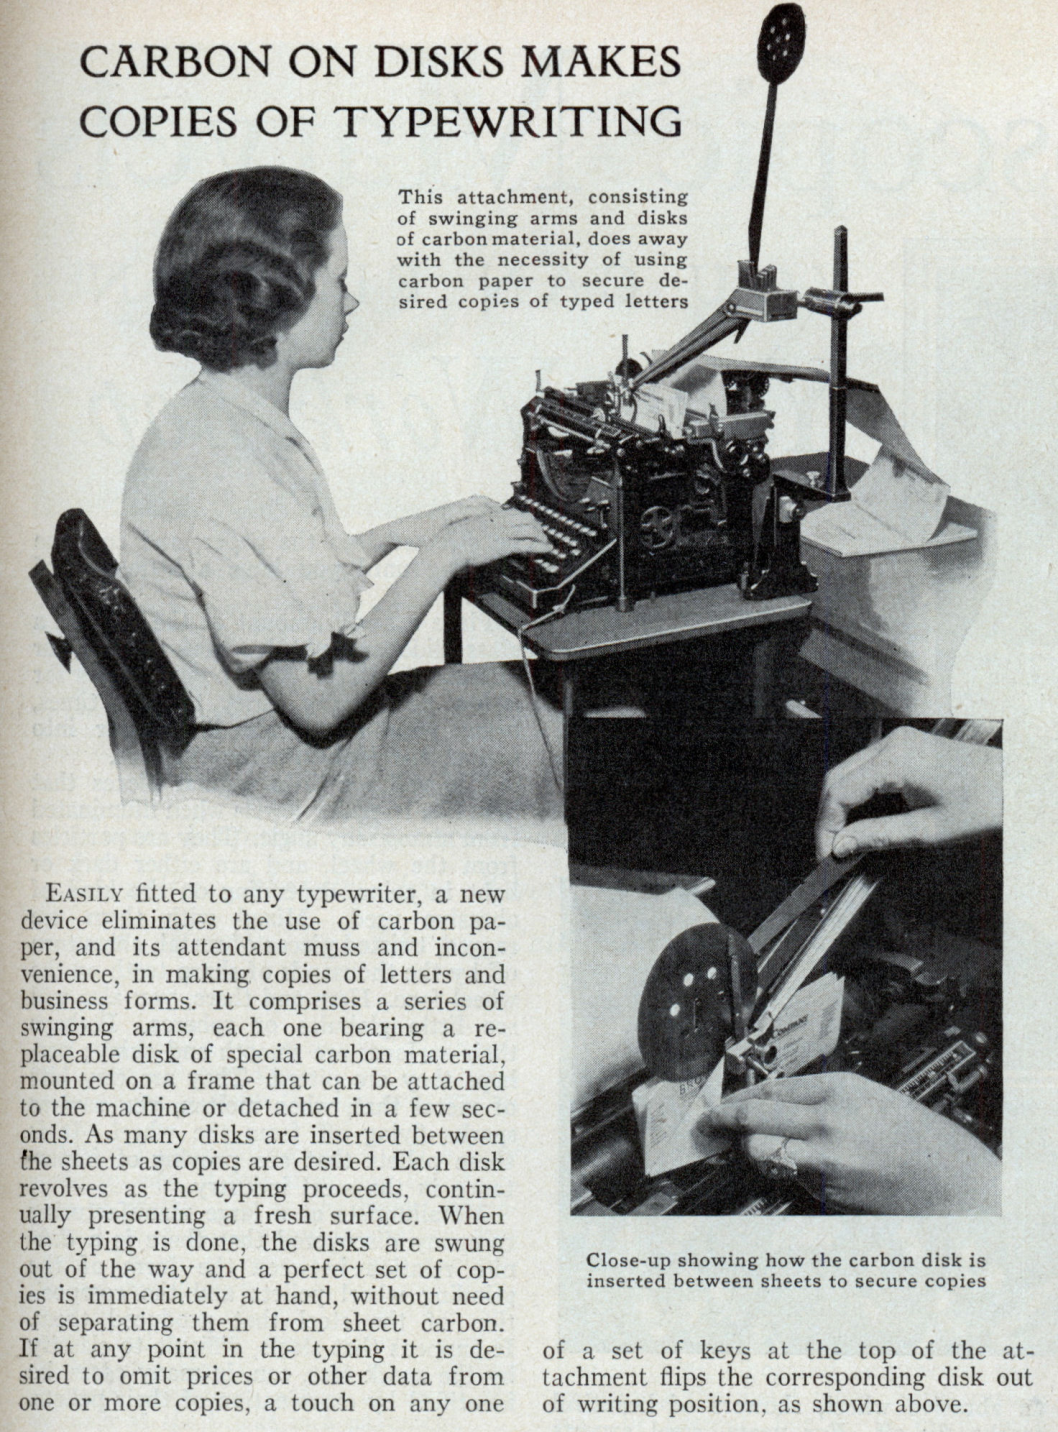 CARBON ON DISKS MAKES
COPIES OF TYPEWRITING
This attachment, consisting
of swinging arms and disks
of carbon material, does away
with the necessity of using
carbon paper to secure de-
sired copies of typed letters
EASILY fitted to any typewriter, a new
device eliminates the use of carbon pa-
per, and its attendant muss and incon-
venience, in making copies of letters and
business forms. It comprises a series of
swinging arms, each one bearing a re-
placeable disk of special carbon material,
mounted on a frame that can be attached
to the machine or detached in a few sec-
onds. As many disks are inserted between
the sheets as copies are desired. Each disk
revolves as the typing proceeds, contin-
ually presenting a fresh surface. When
the typing is done, the disks are swung
out of the way and a perfect set of cop-
ies is immediately at hand, without need
of separating them from sheet carbon.
If at any point in the typing it is de-
sired to omit prices or other data from
one or more copies, a touch on any one
COMPANY
Close-up showing how the carbon disk is
inserted between sheets to secure copies
of a set of keys at the top of the at-
tachment flips the corresponding disk out
of writing position, as shown above.